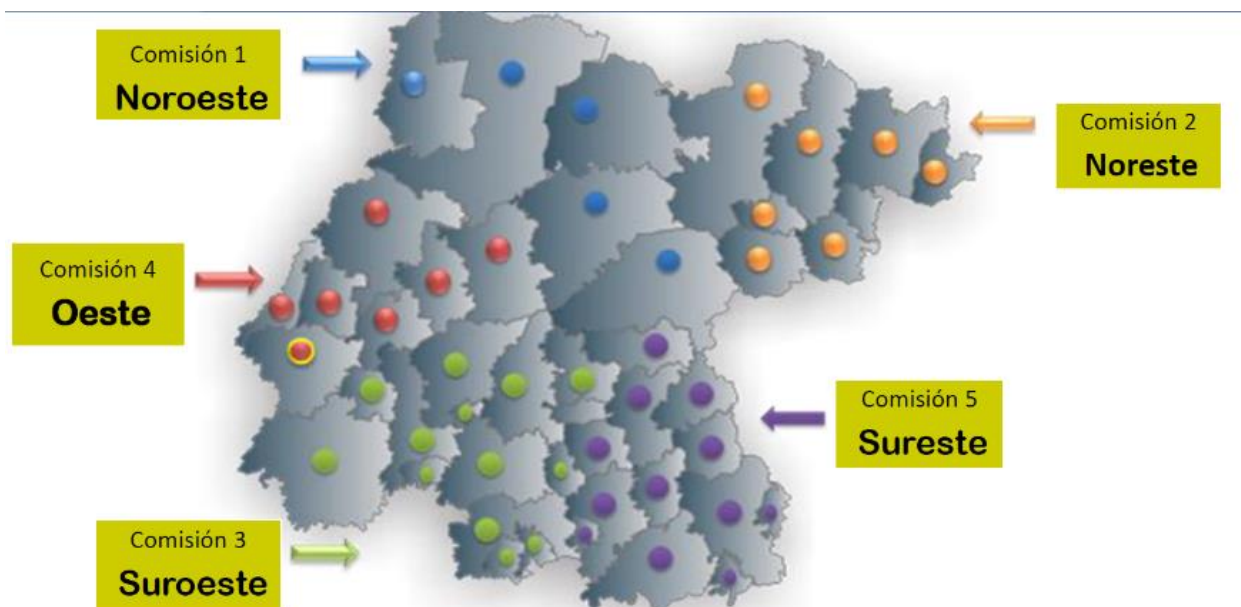 Comisión 1
Noroeste
Comisión 2
Noreste
Comisión 4
Oeste
Comisión 5
Sureste
Comisión 3
Suroeste